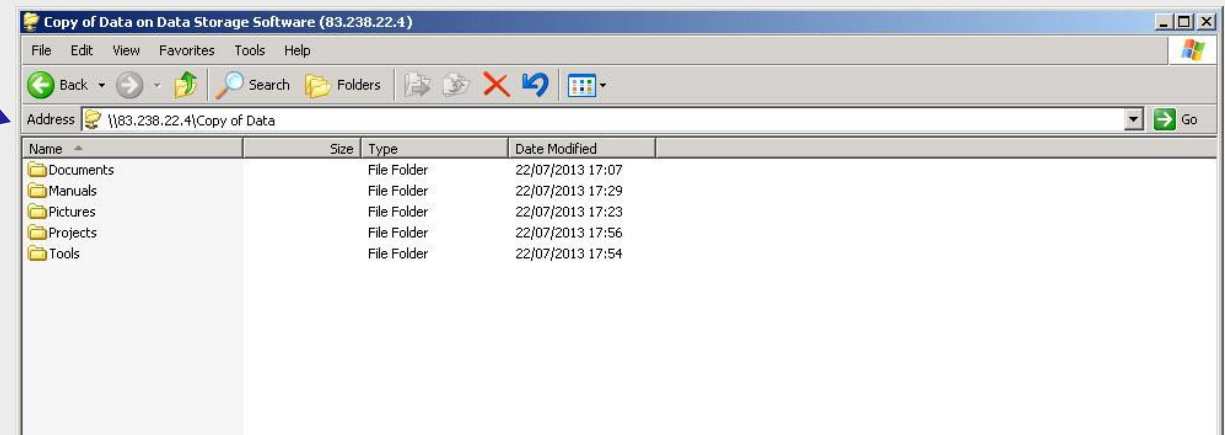 Copy of Data on Data Storage Software (83.238.22.4)
File Edit View Favorites Tools Help
Back Search Folders
Address \\83.238.22.4\Copy of Data Go
Name Size Type Date Modified
Documents File Folder 22/07/2013 17:07
Manuals File Folder 22/07/2013 17:29
Pictures File Folder 22/07/2013 17:23
Projects File Folder 22/07/2013 17:56
Tools File Folder 22/07/2013 17:54